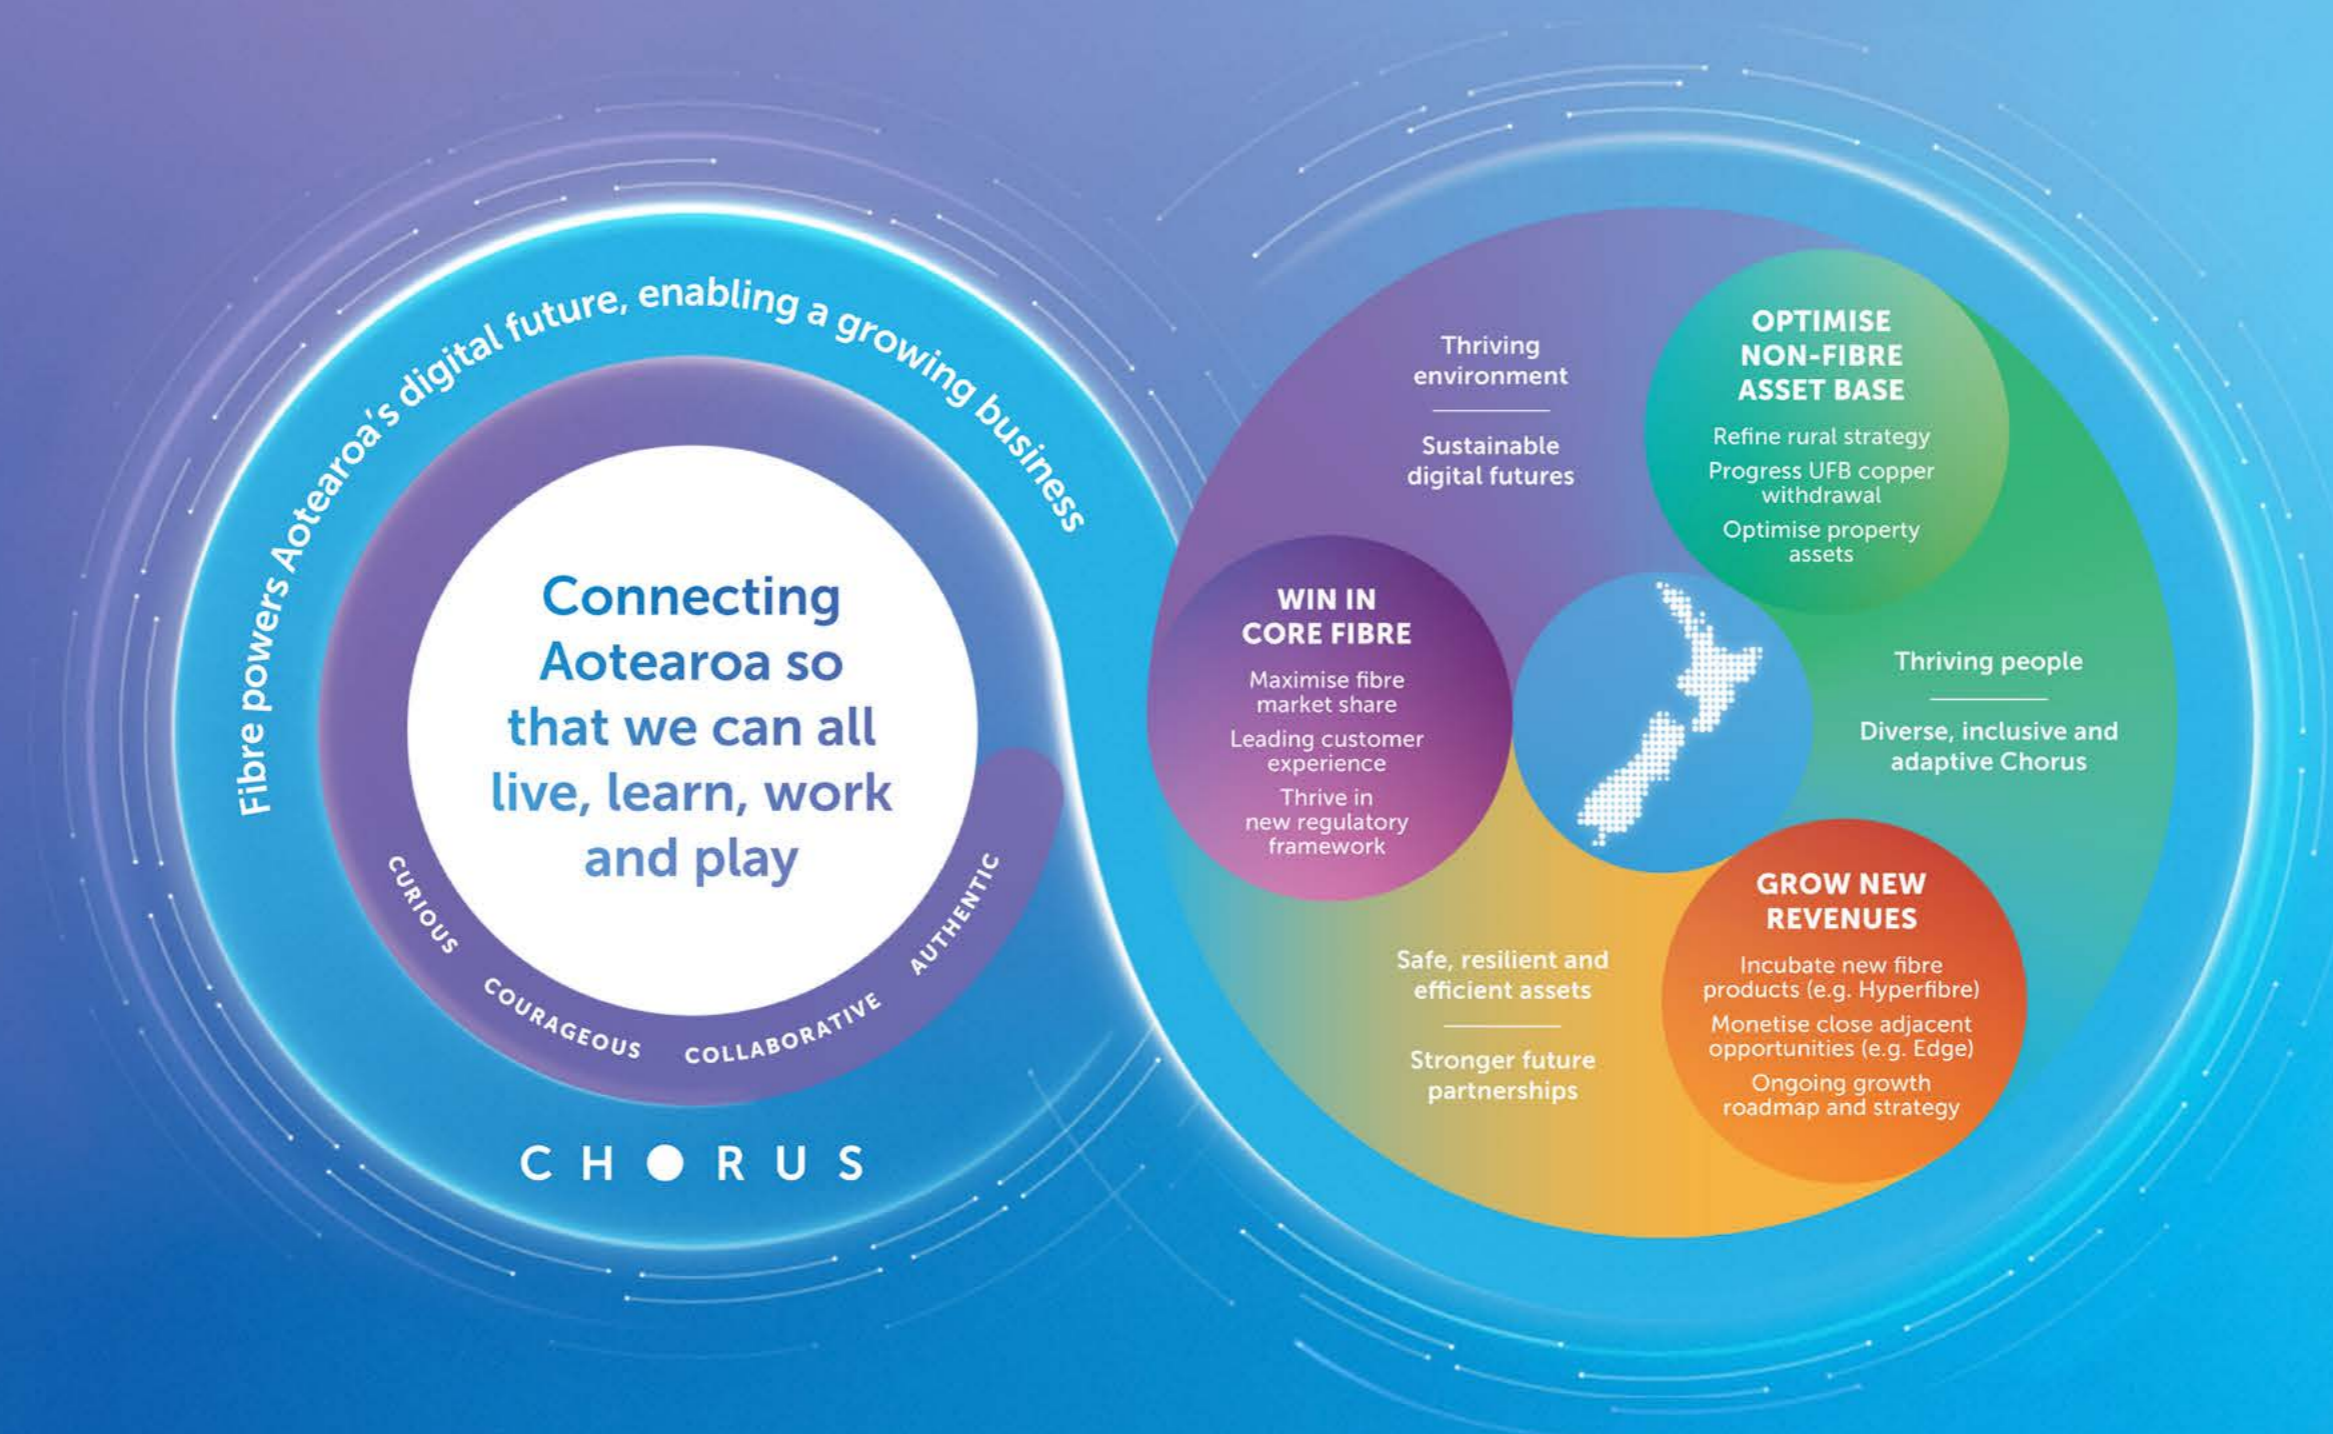 Fibre powers Aotearoa's digital future, enabling a growing business
Connecting
Aotearoa so
that we can all
live, learn, work
and play
CURIOUS
COURAGEOUS
COLLABORATIVE
AUTHENTIC
CHORUS
Thriving
environment
Sustainable
digital futures
OPTIMISE
NON-FIBRE
ASSET BASE
Refine rural strategy
Progress UFB copper
withdrawal
Optimise property
assets
WIN IN
CORE FIBRE
Maximise fibre
market share
Leading customer
experience
Thrive in
new regulatory
framework
Thriving people
Diverse, inclusive and
adaptive Chorus
Safe, resilient and
efficient assets
Stronger future
partnerships
GROW NEW
REVENUES
Incubate new fibre
products (e.g. Hyperfibre)
Monetise close adjacent
opportunities (e.g. Edge)
Ongoing growth
roadmap and strategy